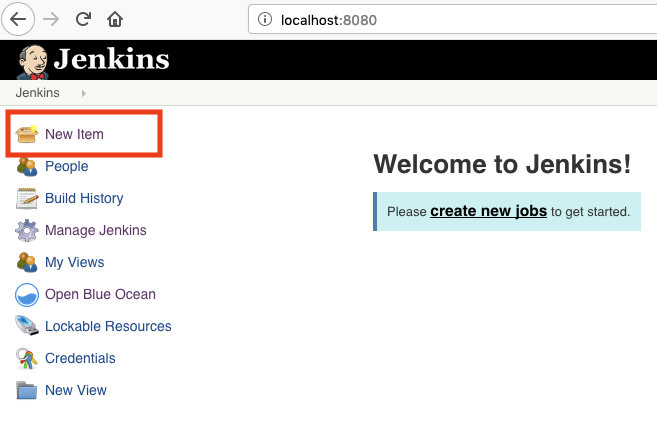 localhost:8080
Jenkins
Jenkins
New Item
People
Build History
Manage Jenkins
My Views
Open Blue Ocean
Lockable Resources
Credentials
New View
Welcome to Jenkins!
Please create new jobs to get started.